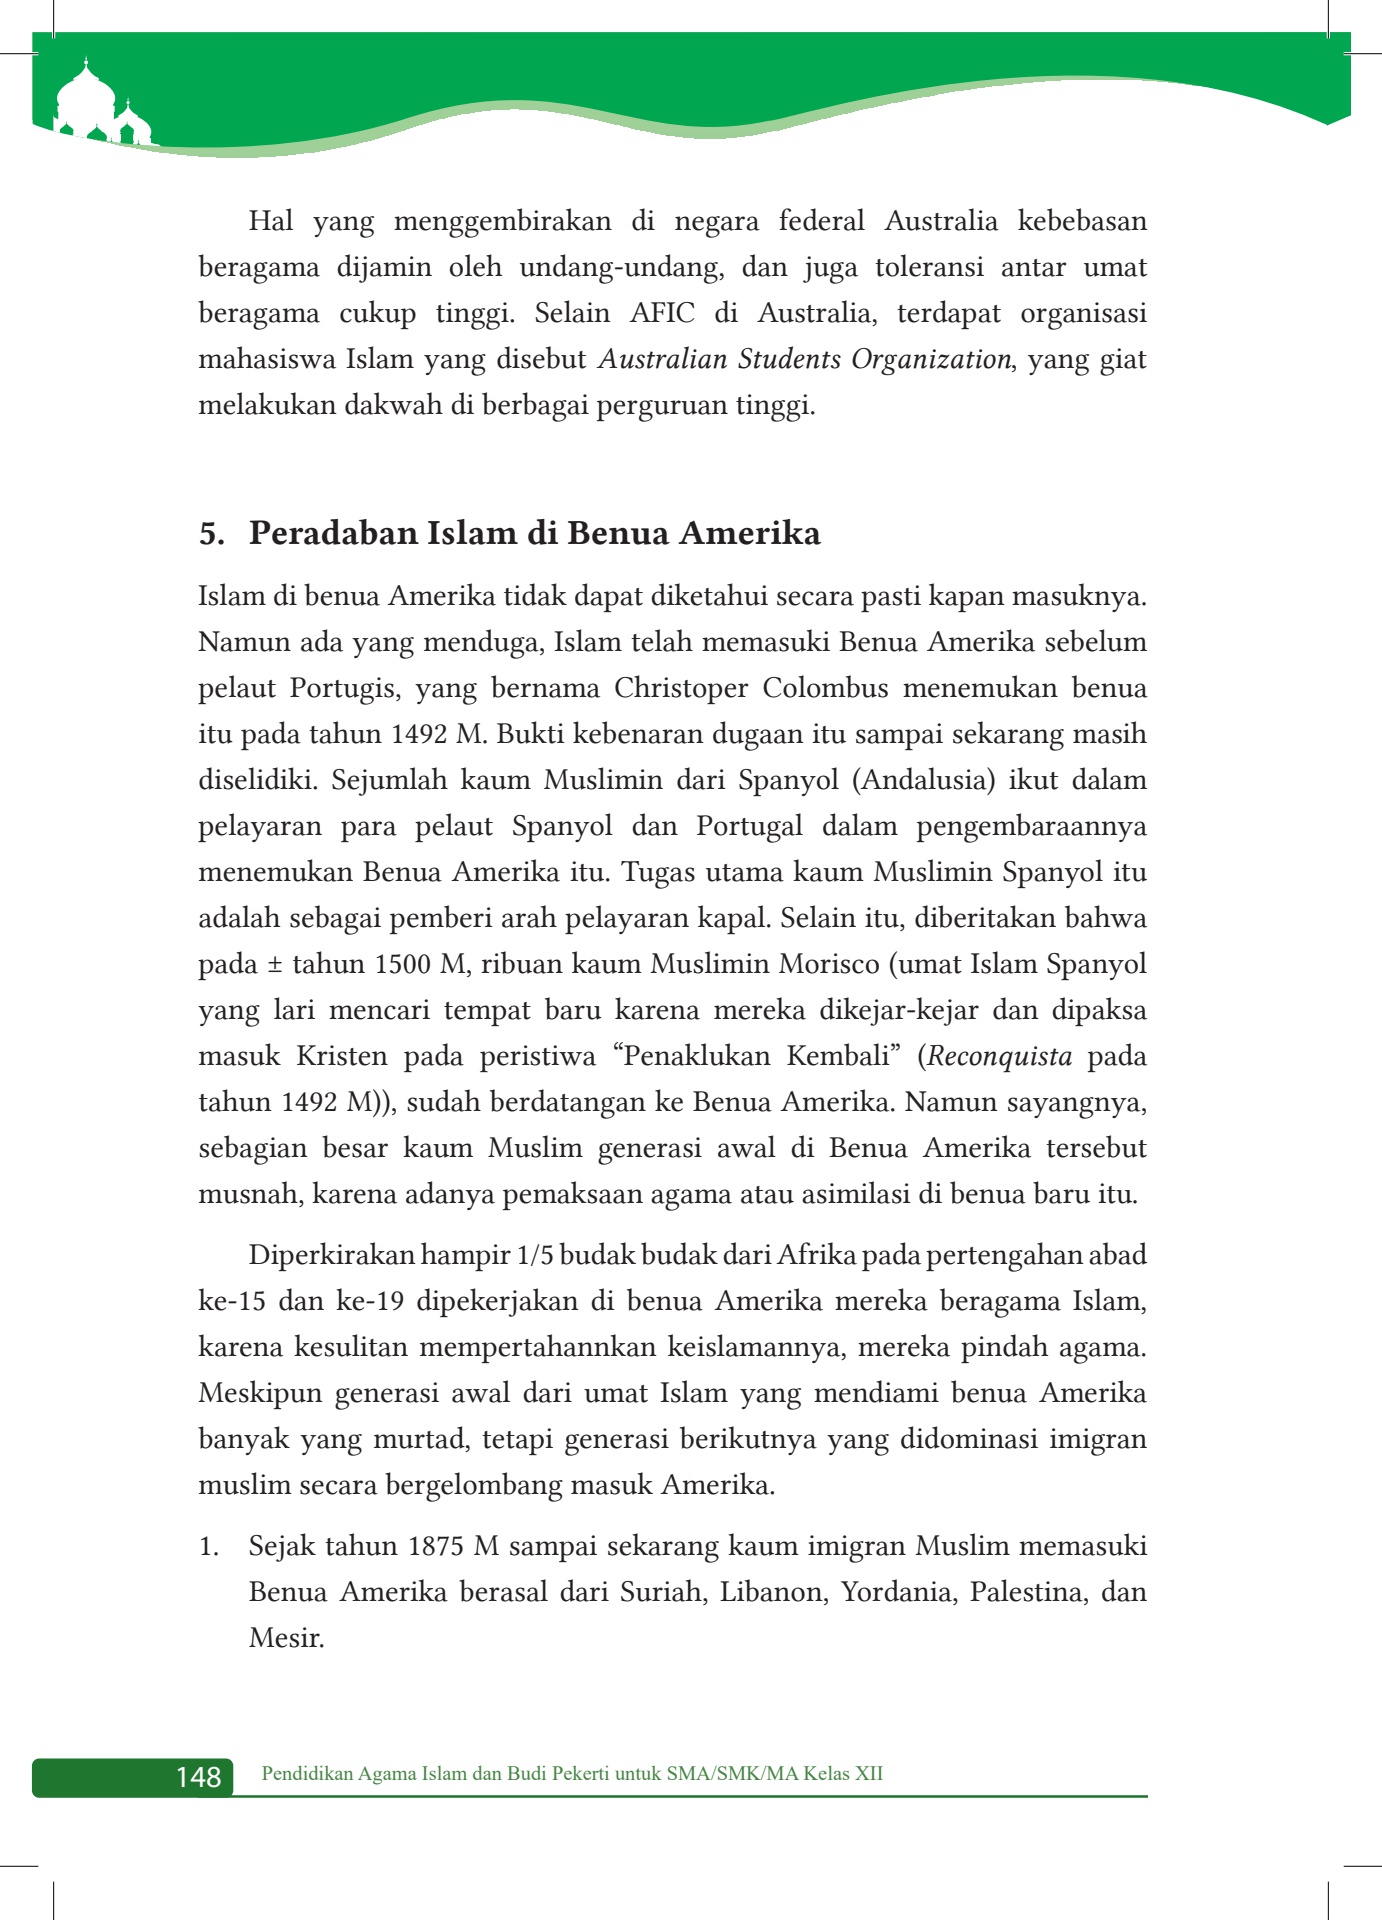 Hal yang menggembirakan di negara federal Australia kebebasan
beragama dijamin oleh undang-undang, dan juga toleransi antar umat
beragama cukup tinggi. Selain AFIC di Australia, terdapat organisasi
mahasiswa Islam yang disebut Australian Students Organization, yang giat
melakukan dakwah di berbagai perguruan tinggi.
5. Peradaban Islam di Benua Amerika
Islam di benua Amerika tidak dapat diketahui secara pasti kapan masuknya.
Namun ada yang menduga, Islam telah memasuki Benua Amerika sebelum
pelaut Portugis, yang bernama Christoper Colombus menemukan benua
itu pada tahun 1492 M. Bukti kebenaran dugaan itu sampai sekarang masih
diselidiki. Sejumlah kaum Muslimin dari Spanyol (Andalusia) ikut dalam
pelayaran para pelaut Spanyol dan Portugal dalam pengembaraannya
menemukan Benua Amerika itu. Tugas utama kaum Muslimin Spanyol itu
adalah sebagai pemberi arah pelayaran kapal. Selain itu, diberitakan bahwa
pada ± tahun 1500 M, ribuan kaum Muslimin Morisco (umat Islam Spanyol
yang lari mencari tempat baru karena mereka dikejar-kejar dan dipaksa
masuk Kristen pada peristiwa “Penaklukan Kembali” (Reconquista pada
tahun 1492 M)), sudah berdatangan ke Benua Amerika. Namun sayangnya,
sebagian besar kaum Muslim generasi awal di Benua Amerika tersebut
musnah, karena adanya pemaksaan agama atau asimilasi di benua baru itu.
Diperkirakan hampir 1/5 budak budak dari Afrika pada pertengahan abad
ke-15 dan ke-19 dipekerjakan di benua Amerika mereka beragama Islam,
karena kesulitan mempertahannkan keislamannya, mereka pindah agama.
Meskipun generasi awal dari umat Islam yang mendiami benua Amerika
banyak yang murtad, tetapi generasi berikutnya yang didominasi imigran
muslim secara bergelombang masuk Amerika.
1. Sejak tahun 1875 M sampai sekarang kaum imigran Muslim memasuki
Benua Amerika berasal dari Suriah, Libanon, Yordania, Palestina, dan
Mesir.
148 Pendidikan Agama Islam dan Budi Pekerti untuk SMA/SMK/MA Kelas XII